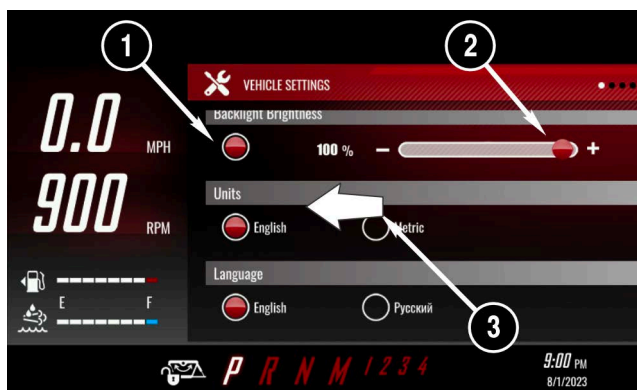 1
2
VEHICLE SETTINGS
Backlight Brightness
0.0 MPH
100 % − +
Units
900 RPM
English Metric
Language
E F
English Русский
3
P R N M 1 2 3 4
9:00 PM
8/1/2023